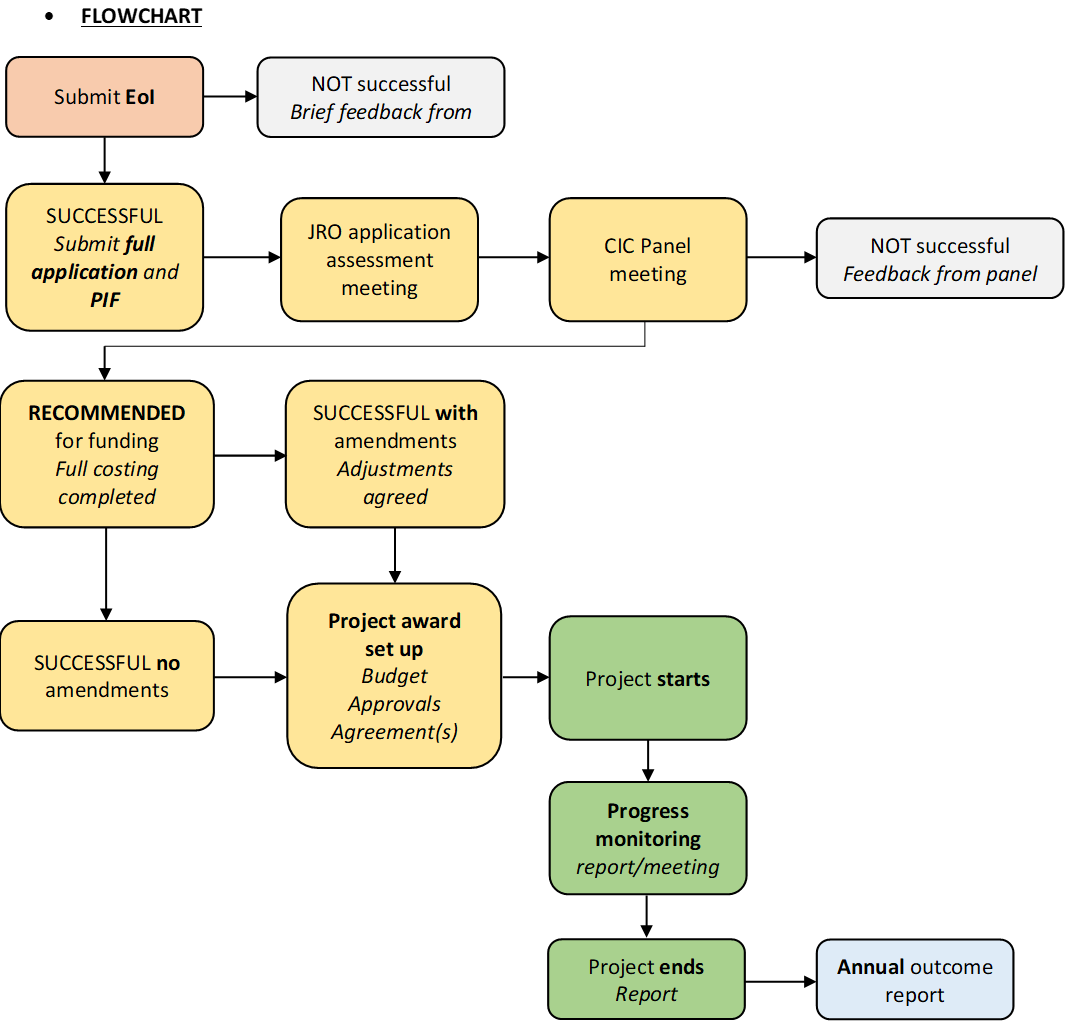 • FLOWCHART
Submit EoI
NOT successful
Brief feedback from
SUCCESSFUL
Submit full
application and
PIF
JRO application
assessment
meeting
CIC Panel
meeting
NOT successful
Feedback from panel
RECOMMENDED
for funding
Full costing
completed
SUCCESSFUL with
amendments
Adjustments
agreed
SUCCESSFUL no
amendments
Project award
set up
Budget
Approvals
Agreement(s)
Project starts
Progress
monitoring
report/meeting
Project ends
Report
Annual outcome
report